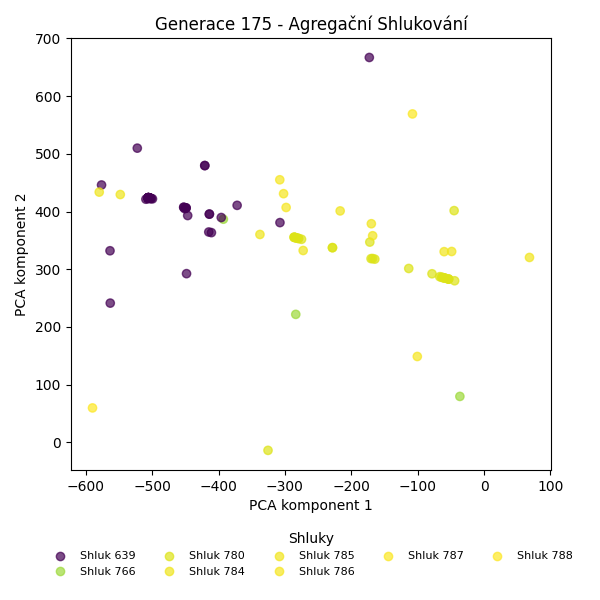 Generace 175 - Agregační Shlukování
700
600
500
400
300
200
100
0
PCA komponent 2
−600 −500 −400 −300 −200 −100 0 100
PCA komponent 1
Shluky
Shluk 639 Shluk 780 Shluk 785 Shluk 787 Shluk 788
Shluk 766 Shluk 784 Shluk 786